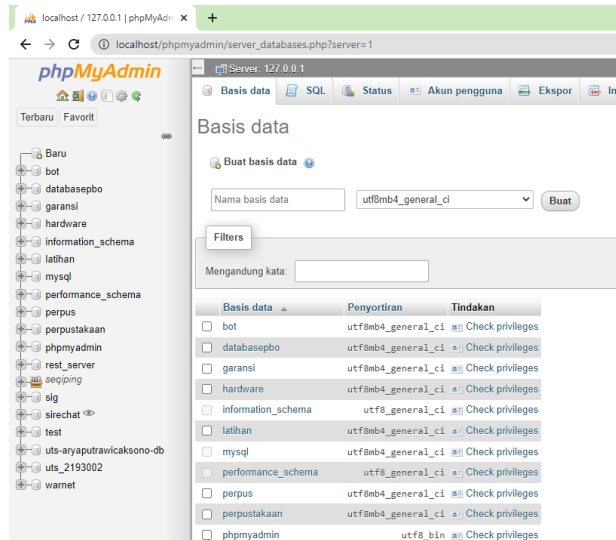 localhost / 127.0.0.1 | phpMyAdm
localhost/phpmyadmin/server_databases.php?server=1
phpMyAdmin
Terbaru Favorit
Baru
bot
databasepbo
garansi
hardware
information_schema
latihan
mysql
performance_schema
perpus
perpustakaan
phpmyadmin
rest_server
seqiping
sig
sirechat
test
uts-aryaputrawicaksono-db
uts_2193002
warnet
Server: 127.0.0.1
Basis data SQL Status Akun pengguna Ekspor In
Basis data
Buat basis data
Nama basis data utf8mb4_general_ci Buat
Filters
Mengandung kata:
Basis data Penyortiran Tindakan
bot utf8mb4_general_ci Check privileges
databasepbo utf8mb4_general_ci Check privileges
garansi utf8mb4_general_ci Check privileges
hardware utf8mb4_general_ci Check privileges
information_schema utf8_general_ci Check privileges
latihan utf8mb4_general_ci Check privileges
mysql utf8mb4_general_ci Check privileges
performance_schema utf8_general_ci Check privileges
perpus utf8mb4_general_ci Check privileges
perpustakaan utf8mb4_general_ci Check privileges
phpmyadmin utf8_bin Check privileges